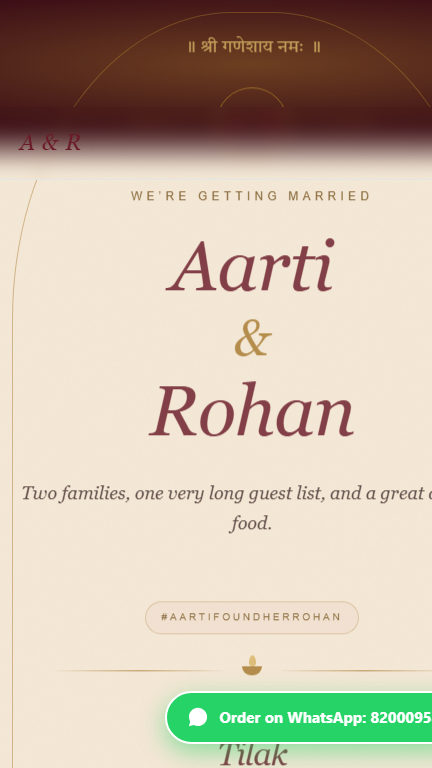 ॥ श्री गणेशाय नमः ॥
A & R
WE'RE GETTING MARRIED
Aarti
&
Rohan
Two families, one very long guest list, and a great
food.
#AARTIFOUNDHERROHAN
Order on WhatsApp: 8200095
Tilak